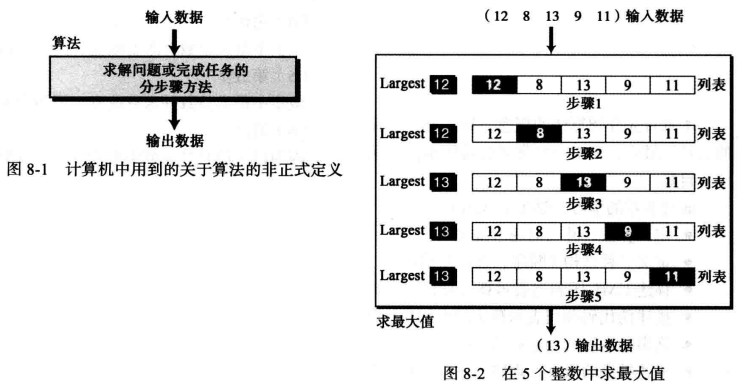 输入数据
算法
求解问题或完成任务的
分步骤方法
输出数据
图 8-1 计算机中用到的关于算法的非正式定义
(12 8 13 9 11) 输入数据
Largest 12 12 8 13 9 11 列表
步骤1
Largest 12 12 8 13 9 11 列表
步骤2
Largest 13 12 8 13 9 11 列表
步骤3
Largest 13 12 8 13 9 11 列表
步骤4
Largest 13 12 8 13 9 11 列表
步骤5
求最大值
(13) 输出数据
图 8-2 在 5 个整数中求最大值